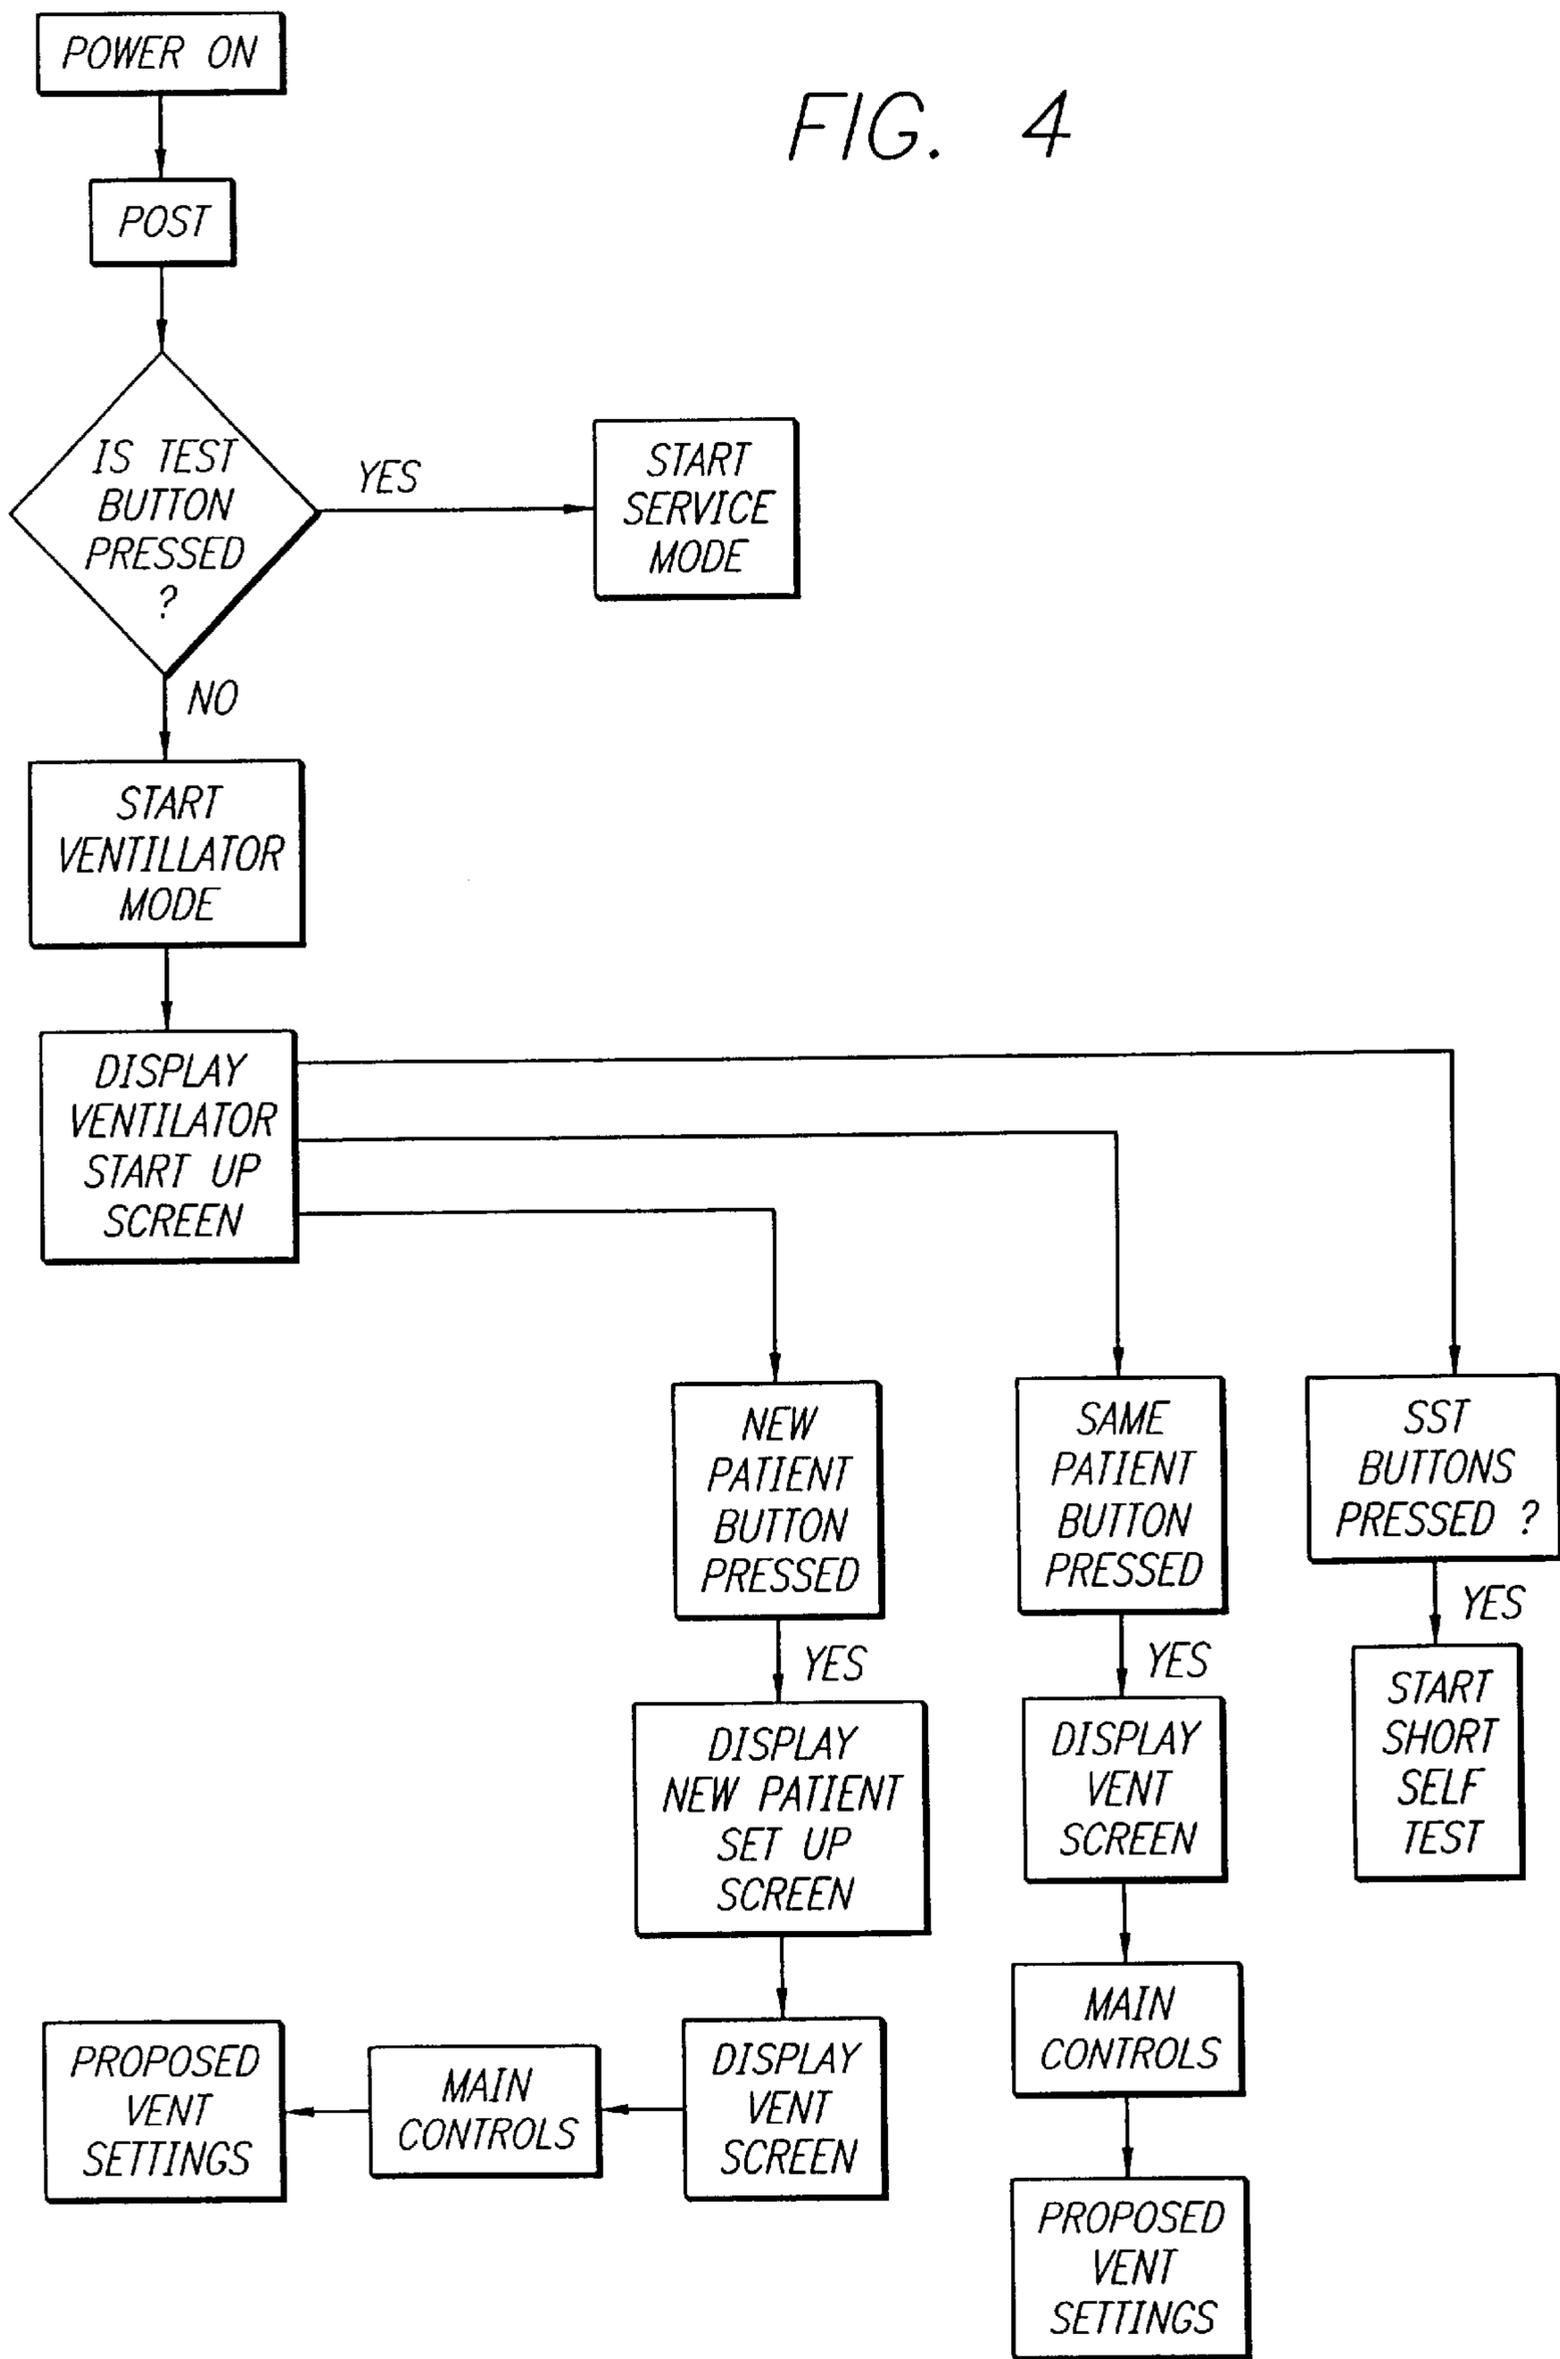 POWER ON
FIG. 4
POST
IS TEST
BUTTON
PRESSED
?
YES
START
SERVICE
MODE
NO
START
VENTILLATOR
MODE
DISPLAY
VENTILATOR
START UP
SCREEN
NEW
PATIENT
BUTTON
PRESSED
SAME
PATIENT
BUTTON
PRESSED
SST
BUTTONS
PRESSED ?
YES
YES
YES
DISPLAY
NEW PATIENT
SET UP
SCREEN
DISPLAY
VENT
SCREEN
START
SHORT
SELF
TEST
MAIN
CONTROLS
PROPOSED
VENT
SETTINGS
MAIN
CONTROLS
DISPLAY
VENT
SCREEN
PROPOSED
VENT
SETTINGS